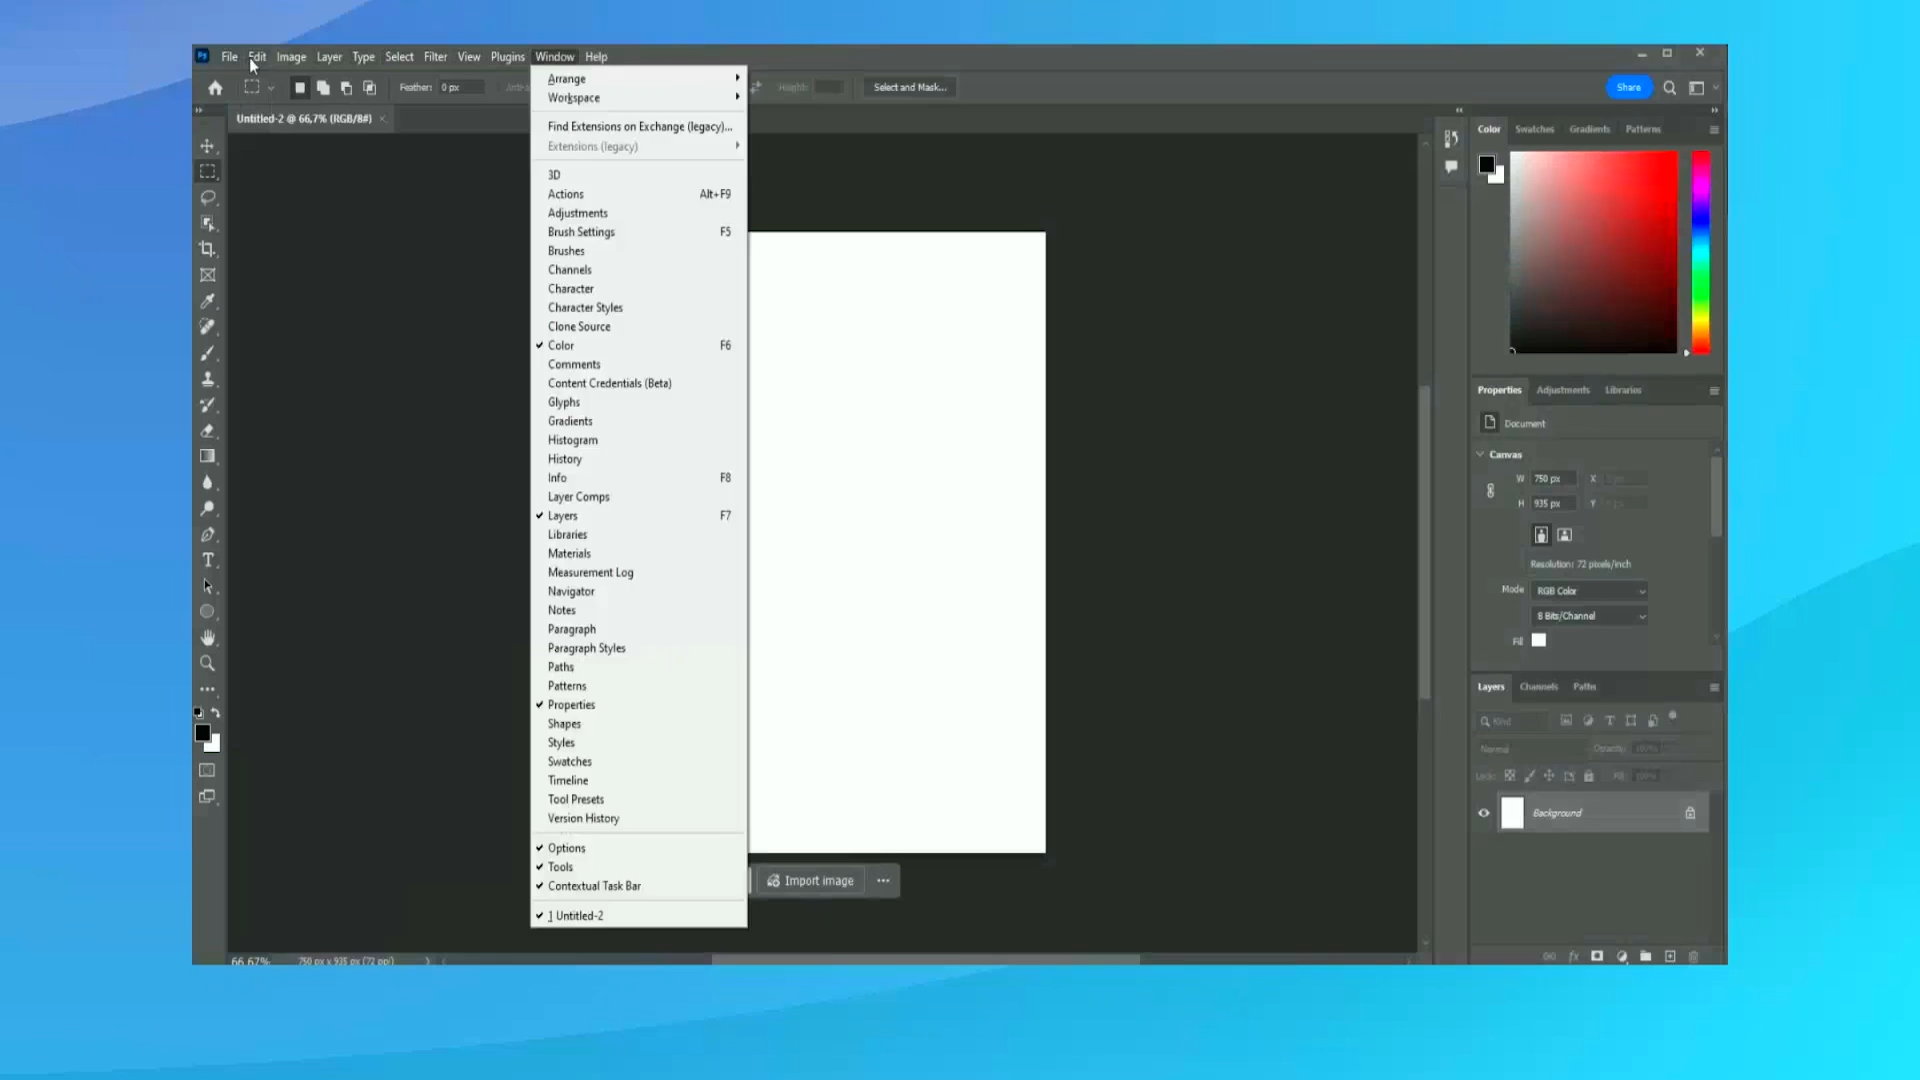 Ps File Edit Image Layer Type Select Filter View Plugins Window Help
Feather: 0 px Height: Select and Mask... Share
Untitled-2 @ 66,7% (RGB/8#)
Arrange
Workspace
Find Extensions on Exchange (legacy)...
Extensions (legacy)
3D
Actions Alt+F9
Adjustments
Brush Settings F5
Brushes
Channels
Character
Character Styles
Clone Source
Color F6
Comments
Content Credentials (Beta)
Glyphs
Gradients
Histogram
History
Info F8
Layer Comps
Layers F7
Libraries
Materials
Measurement Log
Navigator
Notes
Paragraph
Paragraph Styles
Paths
Patterns
Properties
Shapes
Styles
Swatches
Timeline
Tool Presets
Version History
Options
Tools
Contextual Task Bar
1 Untitled-2
Import image
66,67% 750 px x 935 px (72 ppi)
Color Swatches Gradients Patterns
Properties Adjustments Libraries
Document
Canvas
W 750 px X
H 935 px Y
Resolution: 72 pixels/inch
Mode RGB Color
8 Bits/Channel
Fill
Layers Channels Paths
Kind
Normal Opacity: 100%
Lock: Fill: 100%
Background
fx